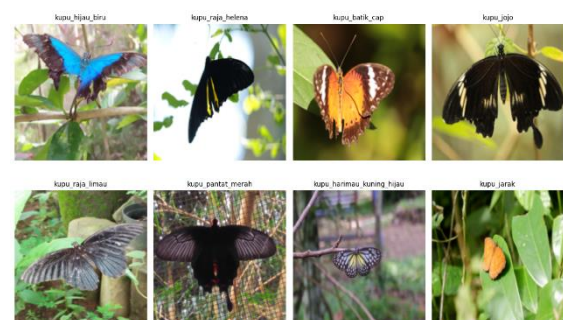 kupu_hijau_biru
kupu_raja_helena
kupu_batik_cap
kupu_jojo
kupu_raja_limau
kupu_pantat_merah
kupu_harimau_kuning_hijau
kupu_jarak